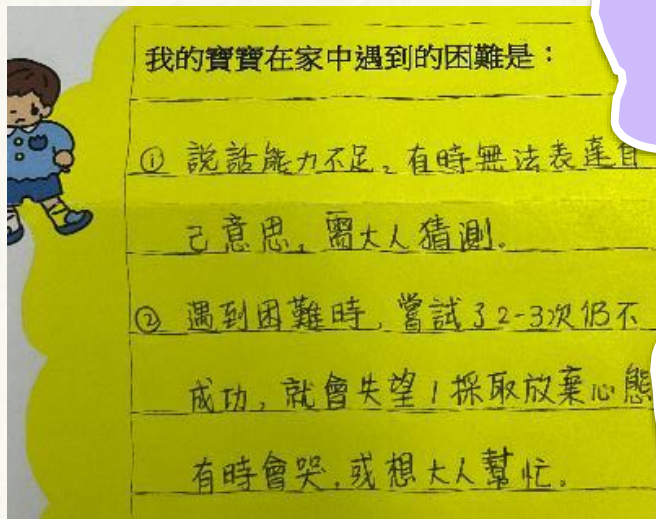 我的寶寶在家中遇到的困難是：
① 說話能力不足，有時無法表達自
己意思，需大人猜測。
② 遇到困難時，嘗試了2-3次仍不
成功，就會失望/採取放棄心態
有時會哭，或想大人幫忙。